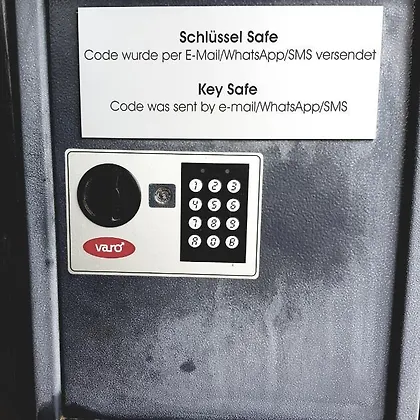 Schlüssel Safe
Code wurde per E-Mail/WhatsApp/SMS versendet
Key Safe
Code was sent by e-mail/WhatsApp/SMS
varo
1 2 3
4 5 6
7 8 9
A 0 B